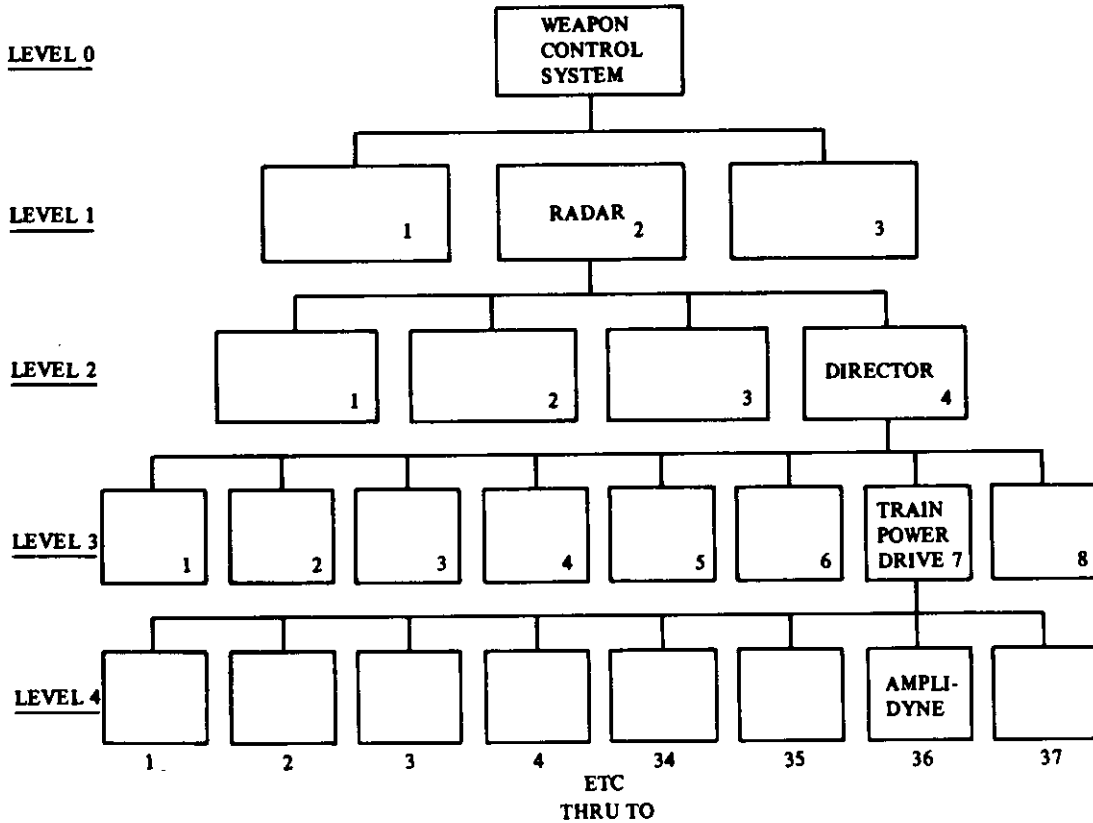 LEVEL 0
WEAPON
CONTROL
SYSTEM
LEVEL 1
1
RADAR 2
3
LEVEL 2
1
2
3
DIRECTOR
4
LEVEL 3
1
2
3
4
5
6
TRAIN
POWER
DRIVE 7
8
LEVEL 4
AMPLI-
DYNE
1 2 3 4 34 35 36 37
ETC
THRU TO